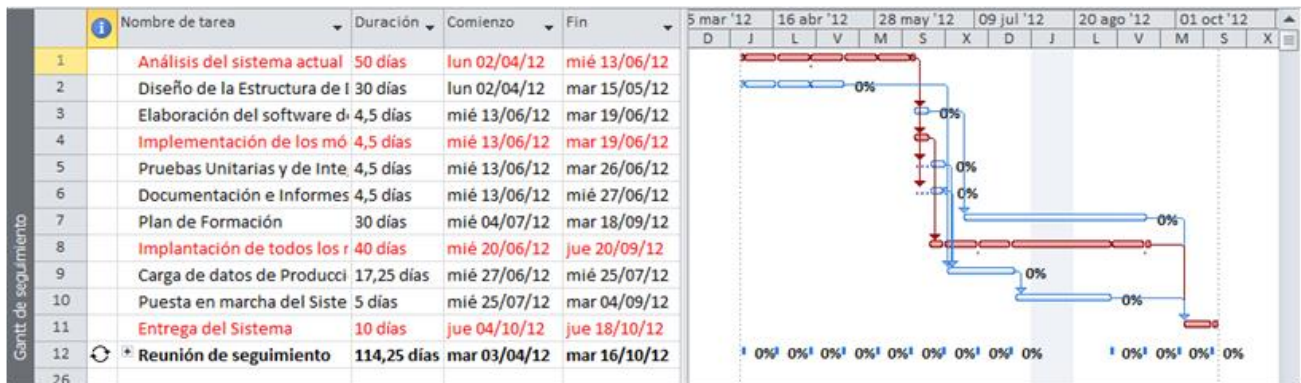 Nombre de tarea Duración Comienzo Fin 5 mar '12 16 abr '12 28 may '12 09 jul '12 20 ago '12 01 oct '12
D J L V M S X D J L V M S X
1 Análisis del sistema actual 50 días lun 02/04/12 mié 13/06/12
2 Diseño de la Estructura de 30 días lun 02/04/12 mar 15/05/12 0%
3 Elaboración del software d 4,5 días mié 13/06/12 mar 19/06/12 0%
4 Implementación de los mó 4,5 días mié 13/06/12 mar 19/06/12
5 Pruebas Unitarias y de Inte 4,5 días mié 13/06/12 mar 26/06/12 0%
6 Documentación e Informes 4,5 días mié 13/06/12 mié 27/06/12 0%
7 Plan de Formación 30 días mié 04/07/12 mar 18/09/12 0%
8 Implantación de todos los 40 días mié 20/06/12 jue 20/09/12
9 Carga de datos de Producci 17,25 días mié 27/06/12 mié 25/07/12 0%
10 Puesta en marcha del Siste 5 días mié 25/07/12 mar 04/09/12 0%
11 Entrega del Sistema 10 días jue 04/10/12 jue 18/10/12
12 Reunión de seguimiento 114,25 días mar 03/04/12 mar 16/10/12 0% 0% 0% 0% 0% 0% 0% 0% 0% 0% 0% 0%
26
Gantt de seguimiento